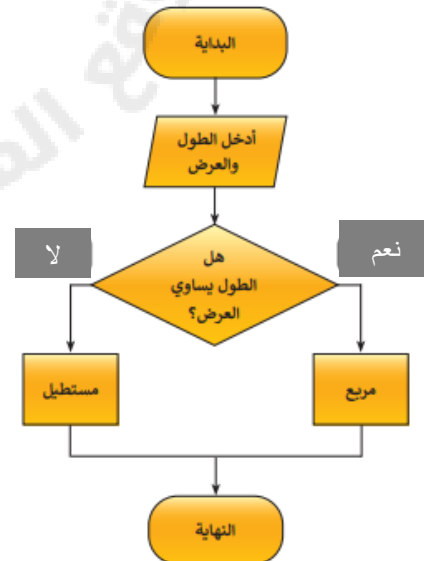 البداية
أدخل الطول
والعرض
هل
الطول يساوي
العرض؟
نعم
لا
مربع
مستطيل
النهاية